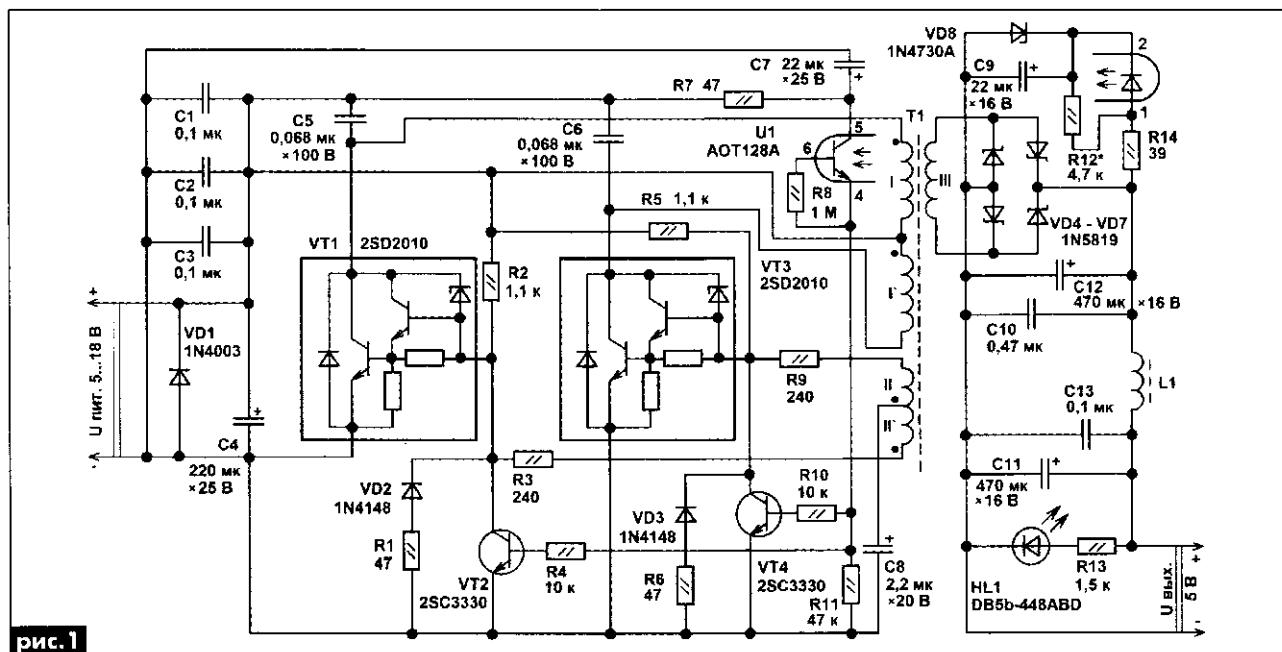 VD8
1N4730A
2
C7
22 мк
×25 В
C9
22 мк
×16 В
R7 47
C1
0,1 мк
C5
0,068 мк
×100 В
C6
0,068 мк
×100 В
U1
АОТ128А
5
6
4
T1
1
R14
39
R12*
4,7 к
C2
0,1 мк
R8
1 М
I
III
R5 1,1 к
VD4 - VD7
1N5819
C3
0,1 мк
VT1
2SD2010
R2
1,1 к
VT3
2SD2010
I'
C12
470 мк
×16 В
U пит. 5...18 В
+
-
VD1
1N4003
C10
0,47 мк
R9
240
II
II'
L1
C13
0,1 мк
C4
220 мк
×25 В
R3
240
R10
10 к
C11
470 мк
×16 В
VD2
1N4148
VD3
1N4148
R1
47
VT2
2SC3330
R4
10 к
R6
47
VT4
2SC3330
R11
47 к
C8
2,2 мк
×20 В
HL1
DB5b-448ABD
R13
1,5 к
U вых.
5 В
+
-
рис.1